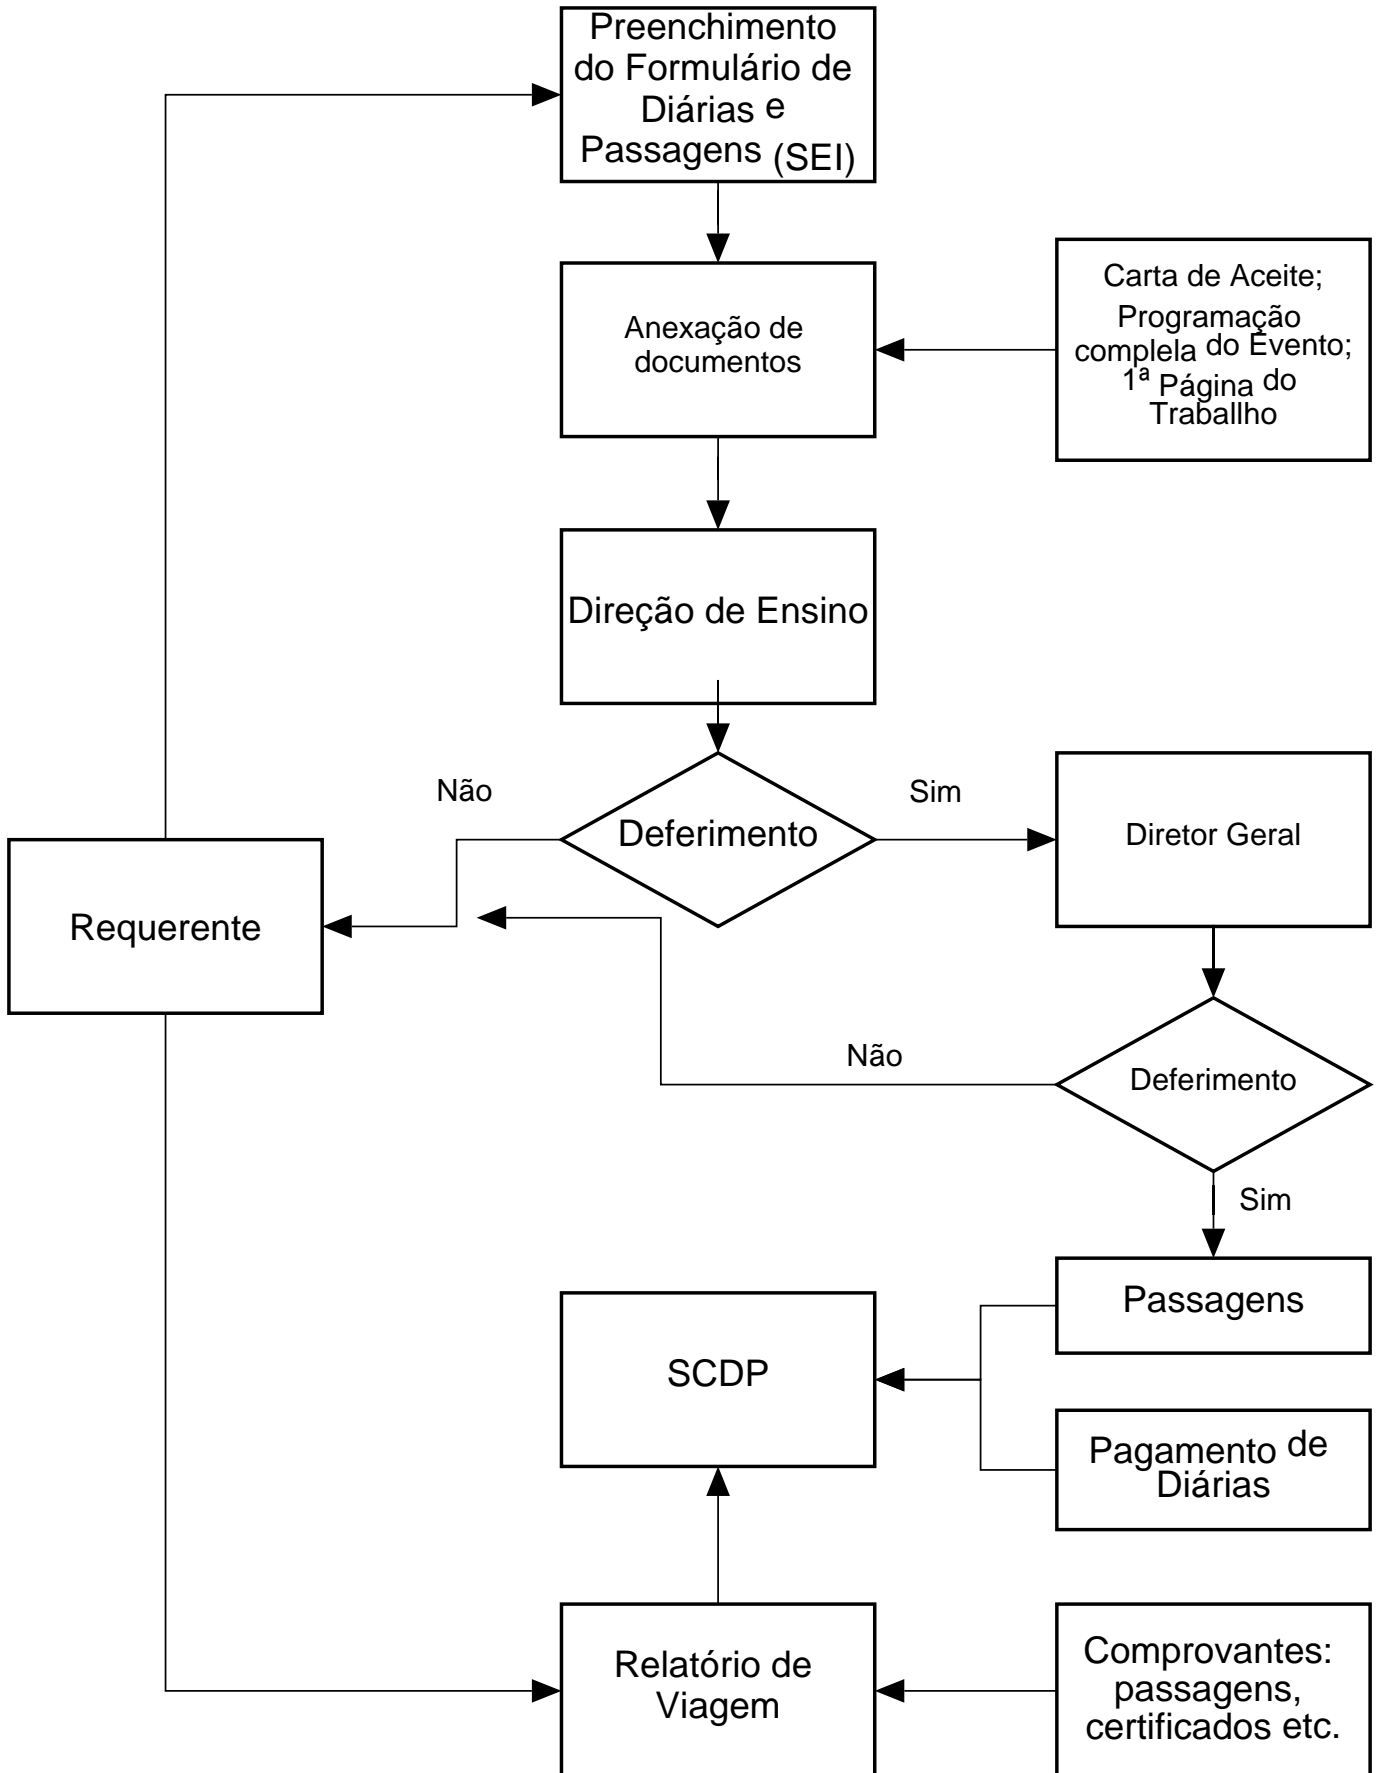 Preenchimento
do Formulário de
Diárias e
Passagens (SEI)
Carta de Aceite;
Programação
complela do Evento;
1ª Página do
Traballho
Anexação de
documentos
Direção de Ensino
Não
Sim
Deferimento
Diretor Geral
Requerente
Não
Deferimento
Sim
Passagens
SCDP
Pagamento de
Diárias
Relatório de
Viagem
Comprovantes:
passagens,
certificados etc.